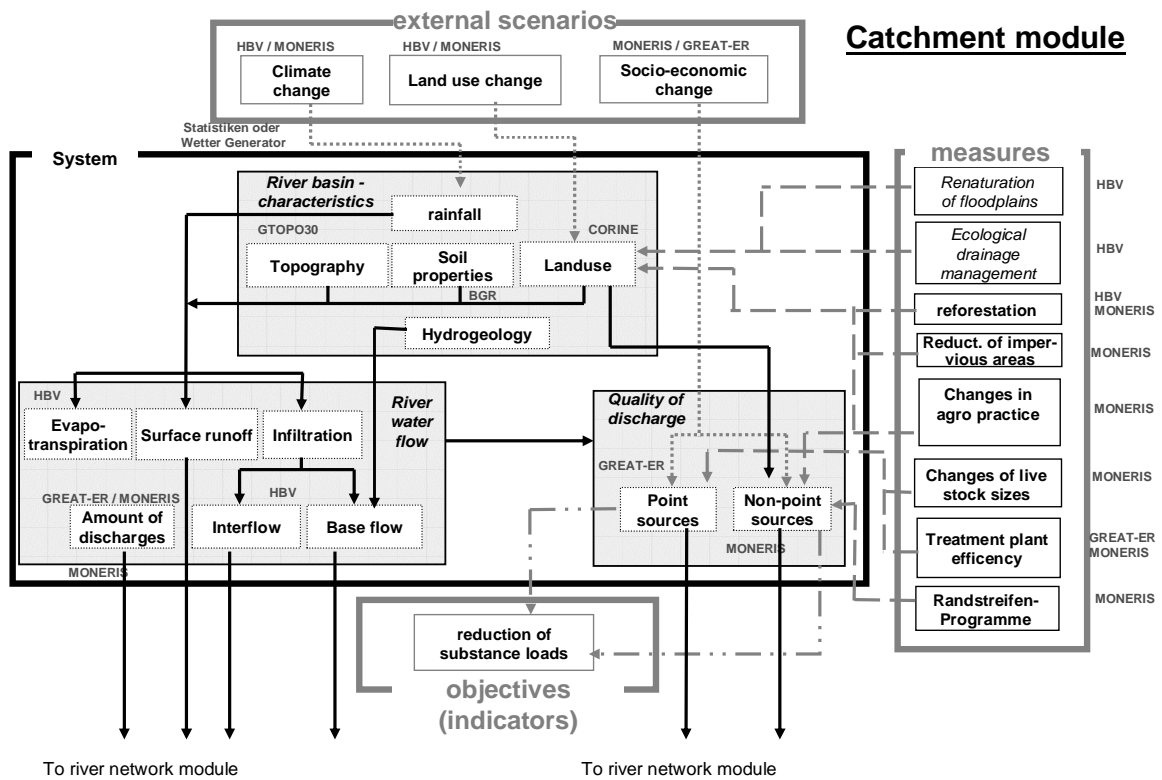 external scenarios
Catchment module
HBV / MONERIS
HBV / MONERIS
MONERIS / GREAT-ER
Climate
change
Land use change
Socio-economic
change
Statistiken oder
Wetter Generator
System
measures
River basin -
characteristics
rainfall
GTOPO30
CORINE
Topography
Soil
properties
Landuse
BGR
Hydrogeology
Renaturation
of floodplains
HBV
Ecological
drainage
management
HBV
reforestation
HBV
MONERIS
Reduct. of imper-
vious areas
MONERIS
Changes in
agro practice
MONERIS
Changes of live
stock sizes
MONERIS
Treatment plant
efficency
GREAT-ER
MONERIS
Randstreifen-
Programme
MONERIS
HBV
River
water
flow
Evapo-
transpiration
Surface runoff
Infiltration
HBV
GREAT-ER / MONERIS
Amount of
discharges
Interflow
Base flow
MONERIS
Quality of
discharge
GREAT-ER
Point
sources
Non-point
sources
MONERIS
reduction of
substance loads
objectives
(indicators)
To river network module
To river network module